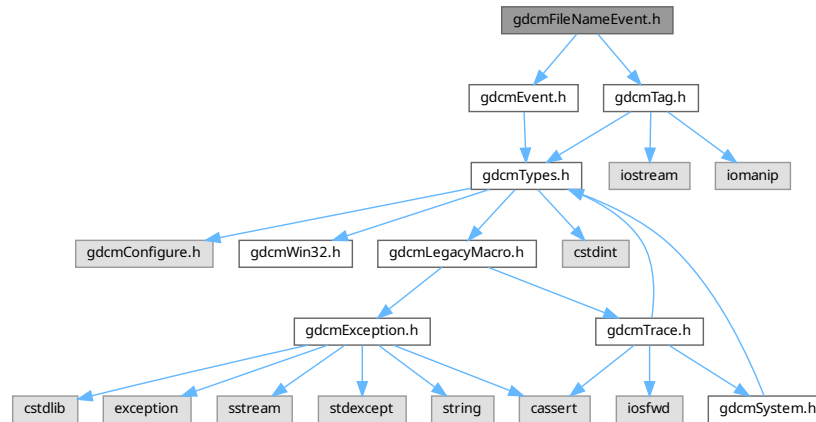 gdcmFileNameEvent.h
gdcmEvent.h
gdcmTag.h
gdcmTypes.h
iostream
iomanip
gdcmConfigure.h
gdcmWin32.h
gdcmLegacyMacro.h
cstdint
gdcmException.h
gdcmTrace.h
cstdlib
exception
sstream
stdexcept
string
cassert
iosfwd
gdcmSystem.h